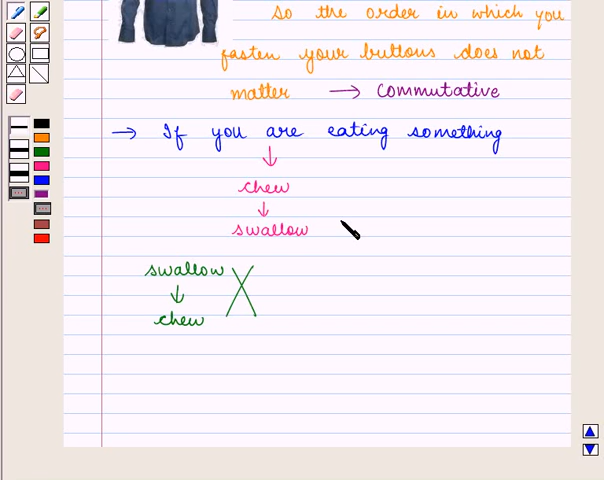 So the order in which you
fasten your buttons does not
matter → Commutative
→ If you are eating something
↓
chew
↓
swallow
swallow
↓
chew